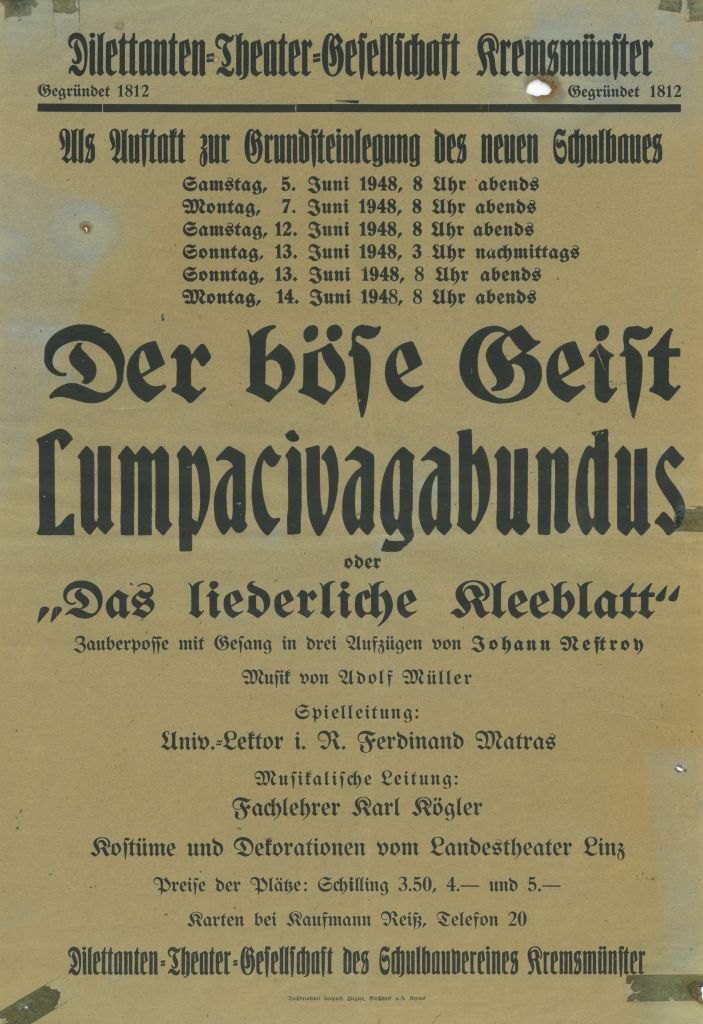 Dilettanten-Theater-Gesellschaft Kremsmünster
Gegründet 1812 Gegründet 1812
Als Auftakt zur Grundsteinlegung des neuen Schulbaues
Samstag, 5. Juni 1948, 8 Uhr abends
Montag, 7. Juni 1948, 8 Uhr abends
Samstag, 12. Juni 1948, 8 Uhr abends
Sonntag, 13. Juni 1948, 3 Uhr nachmittags
Sonntag, 13. Juni 1948, 8 Uhr abends
Montag, 14. Juni 1948, 8 Uhr abends
Der böse Geist
Lumpacivagabundus
oder
„Das liederliche Kleeblatt“
Zauberposse mit Gesang in drei Aufzügen von Johann Nestroy
Musik von Adolf Müller
Spielleitung:
Univ.-Lektor i. R. Ferdinand Matras
Musikalische Leitung:
Fachlehrer Karl Kögler
Kostüme und Dekorationen vom Landestheater Linz
Preise der Plätze: Schilling 3.50, 4.— und 5.—
Karten bei Kaufmann Reiß, Telefon 20
Dilettanten-Theater-Gesellschaft des Schulbauvereines Kremsmünster
Ziegler, Kirchdorf a. d. Krems